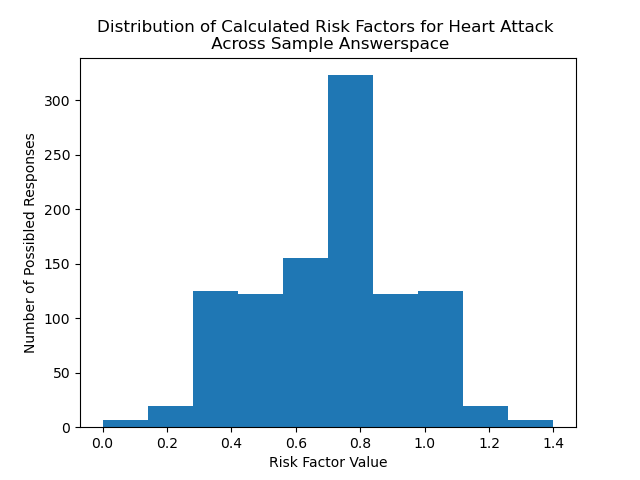 Distribution of Calculated Risk Factors for Heart Attack
Across Sample Answerspace
Number of Possibled Responses
300
250
200
150
100
50
0
0.0 0.2 0.4 0.6 0.8 1.0 1.2 1.4
Risk Factor Value